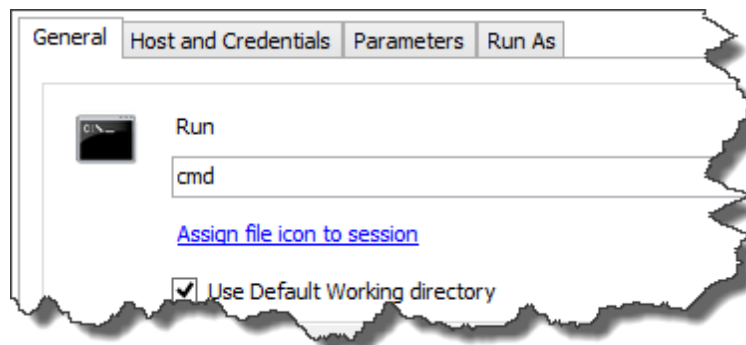 General Host and Credentials Parameters Run As
C:\_
Run
cmd
Assign file icon to session
Use Default Working directory